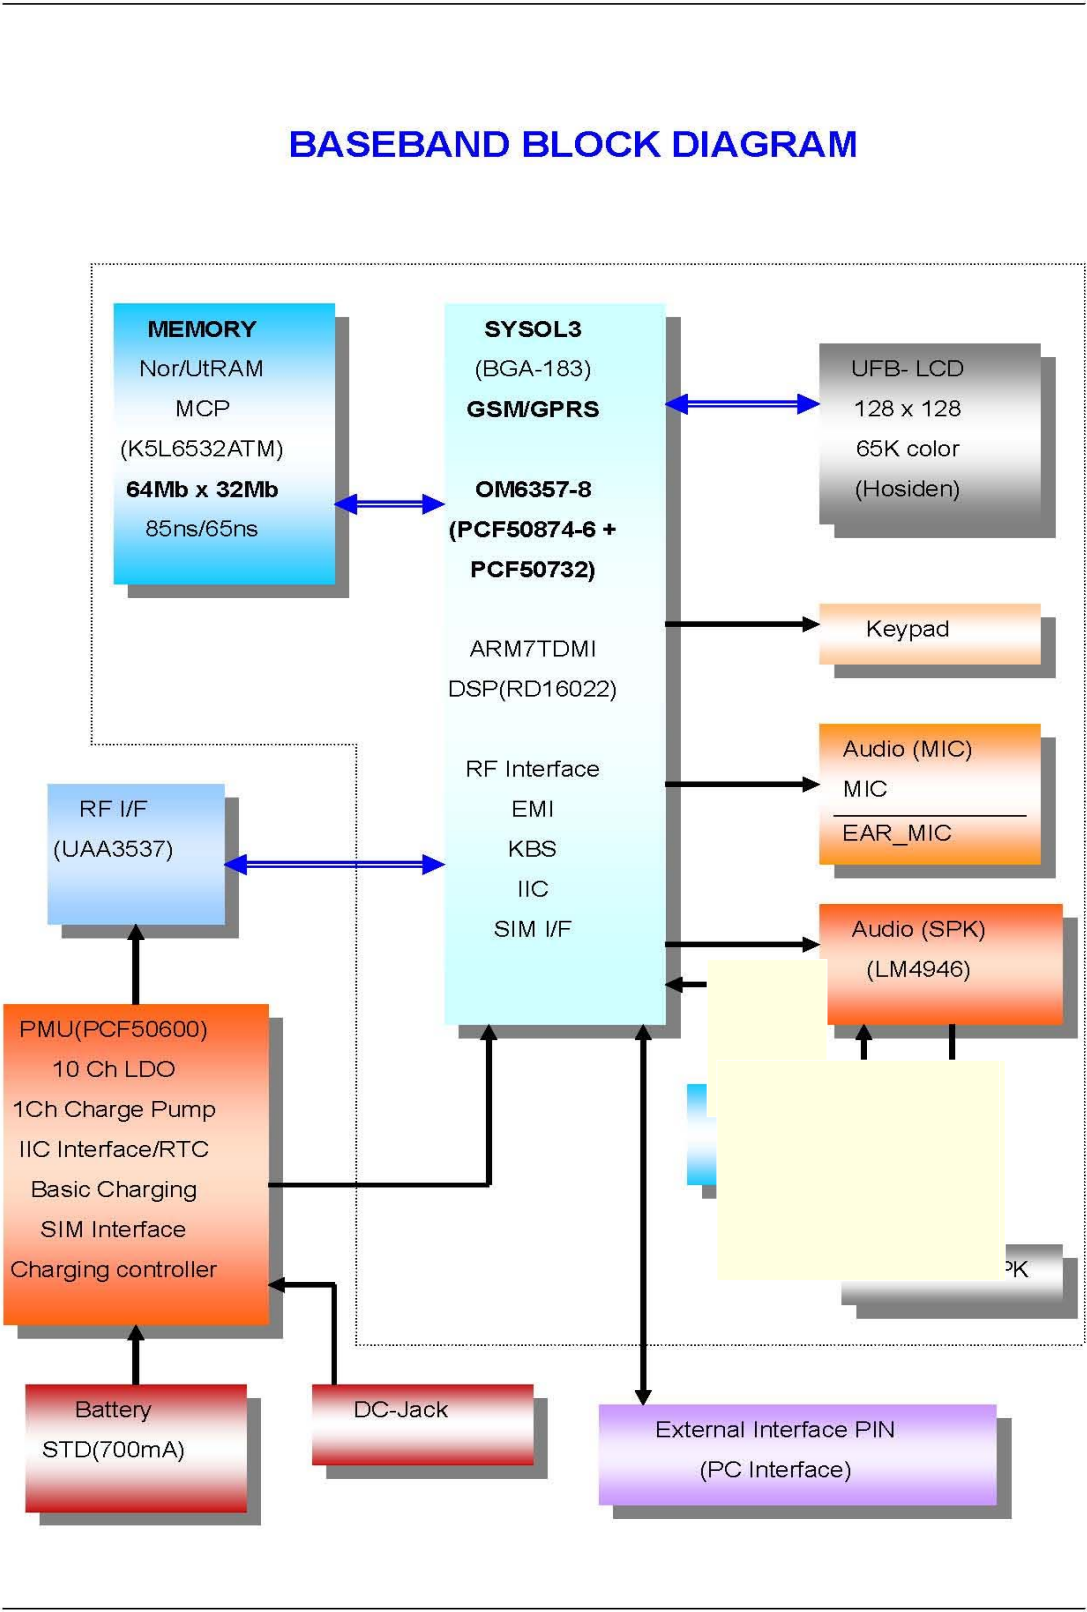 BASEBAND BLOCK DIAGRAM
MEMORY
Nor/UtRAM
MCP
(K5L6532ATM)
64Mb x 32Mb
85ns/65ns
SYSOL3
(BGA-183)
GSM/GPRS
OM6357-8
(PCF50874-6 +
PCF50732)
ARM7TDMI
DSP(RD16022)
RF Interface
EMI
KBS
IIC
SIM I/F
UFB- LCD
128 x 128
65K color
(Hosiden)
Keypad
Audio (MIC)
MIC
EAR_MIC
Audio (SPK)
(LM4946)
RF I/F
(UAA3537)
PMU(PCF50600)
10 Ch LDO
1Ch Charge Pump
IIC Interface/RTC
Basic Charging
SIM Interface
Charging controller
Battery
STD(700mA)
DC-Jack
External Interface PIN
(PC Interface)